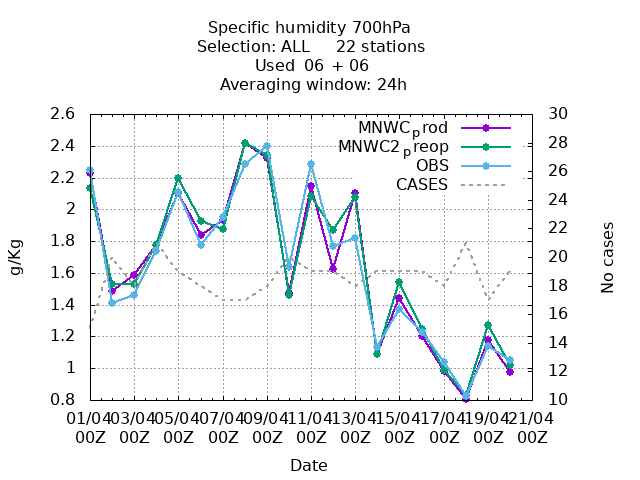 Specific humidity 700hPa
Selection: ALL 22 stations
Used 06 + 06
Averaging window: 24h
2.6
2.4
2.2
2
1.8
1.6
1.4
1.2
1
0.8
g/Kg
30
28
26
24
22
20
18
16
14
12
10
No cases
MNWCprod
MNWC2preop
OBS
CASES
01/04 03/04 05/04 07/04 09/04 11/04 13/04 15/04 17/04 19/04 21/04
00Z 00Z 00Z 00Z 00Z 00Z 00Z 00Z 00Z 00Z 00Z
Date